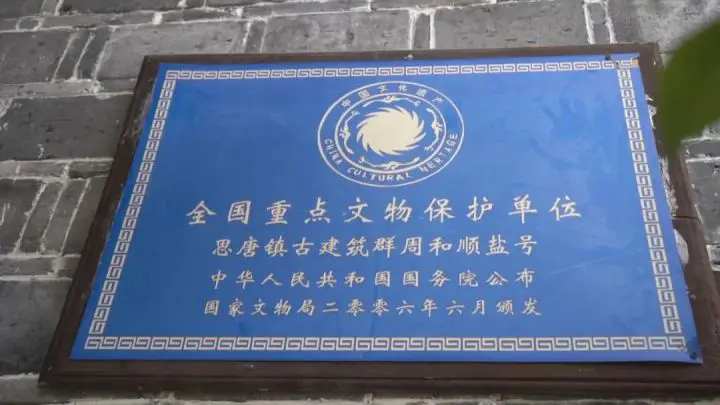 中国文化遗产
CHINA CULTURAL HERITAGE
全国重点文物保护单位
思唐镇古建筑群周和顺盐号
中华人民共和国国务院公布
国家文物局二零零六年六月颁发